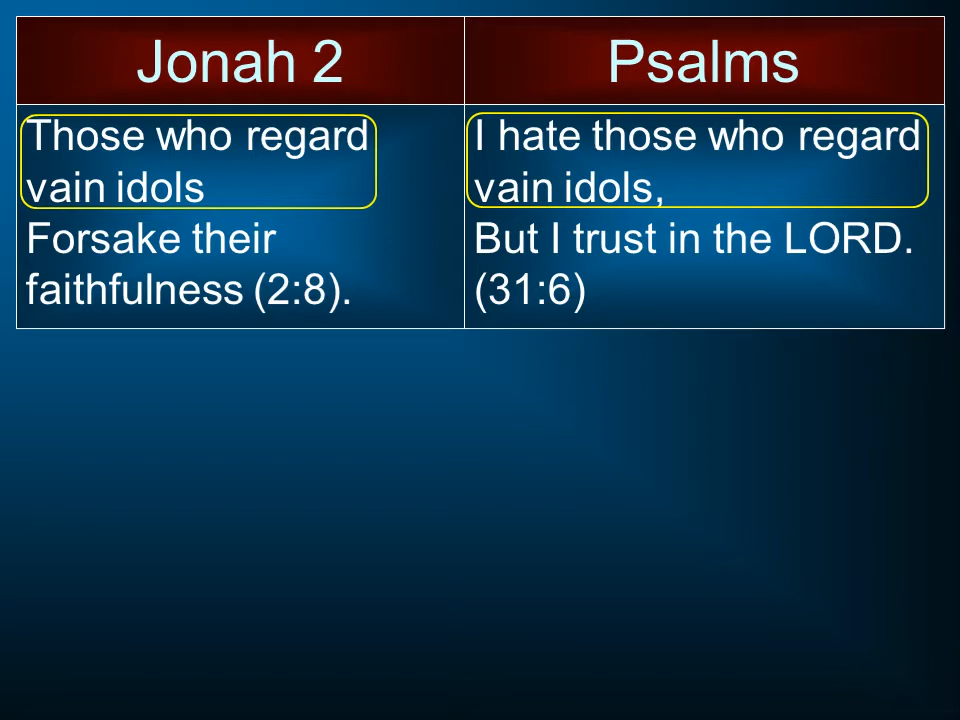 Jonah 2
Psalms
Those who regard
vain idols
Forsake their
faithfulness (2:8).
I hate those who regard
vain idols,
But I trust in the LORD.
(31:6)